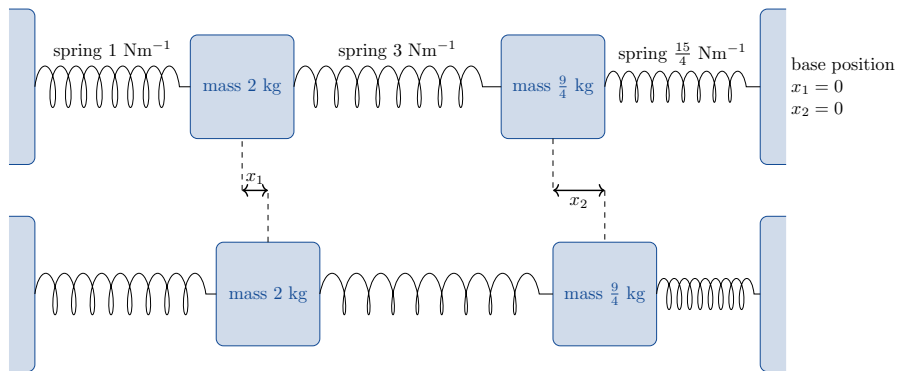 spring 1 Nm⁻¹
spring 3 Nm⁻¹
spring 15/4 Nm⁻¹
mass 2 kg
mass 9/4 kg
base position
x₁ = 0
x₂ = 0
x₁
x₂
mass 2 kg
mass 9/4 kg